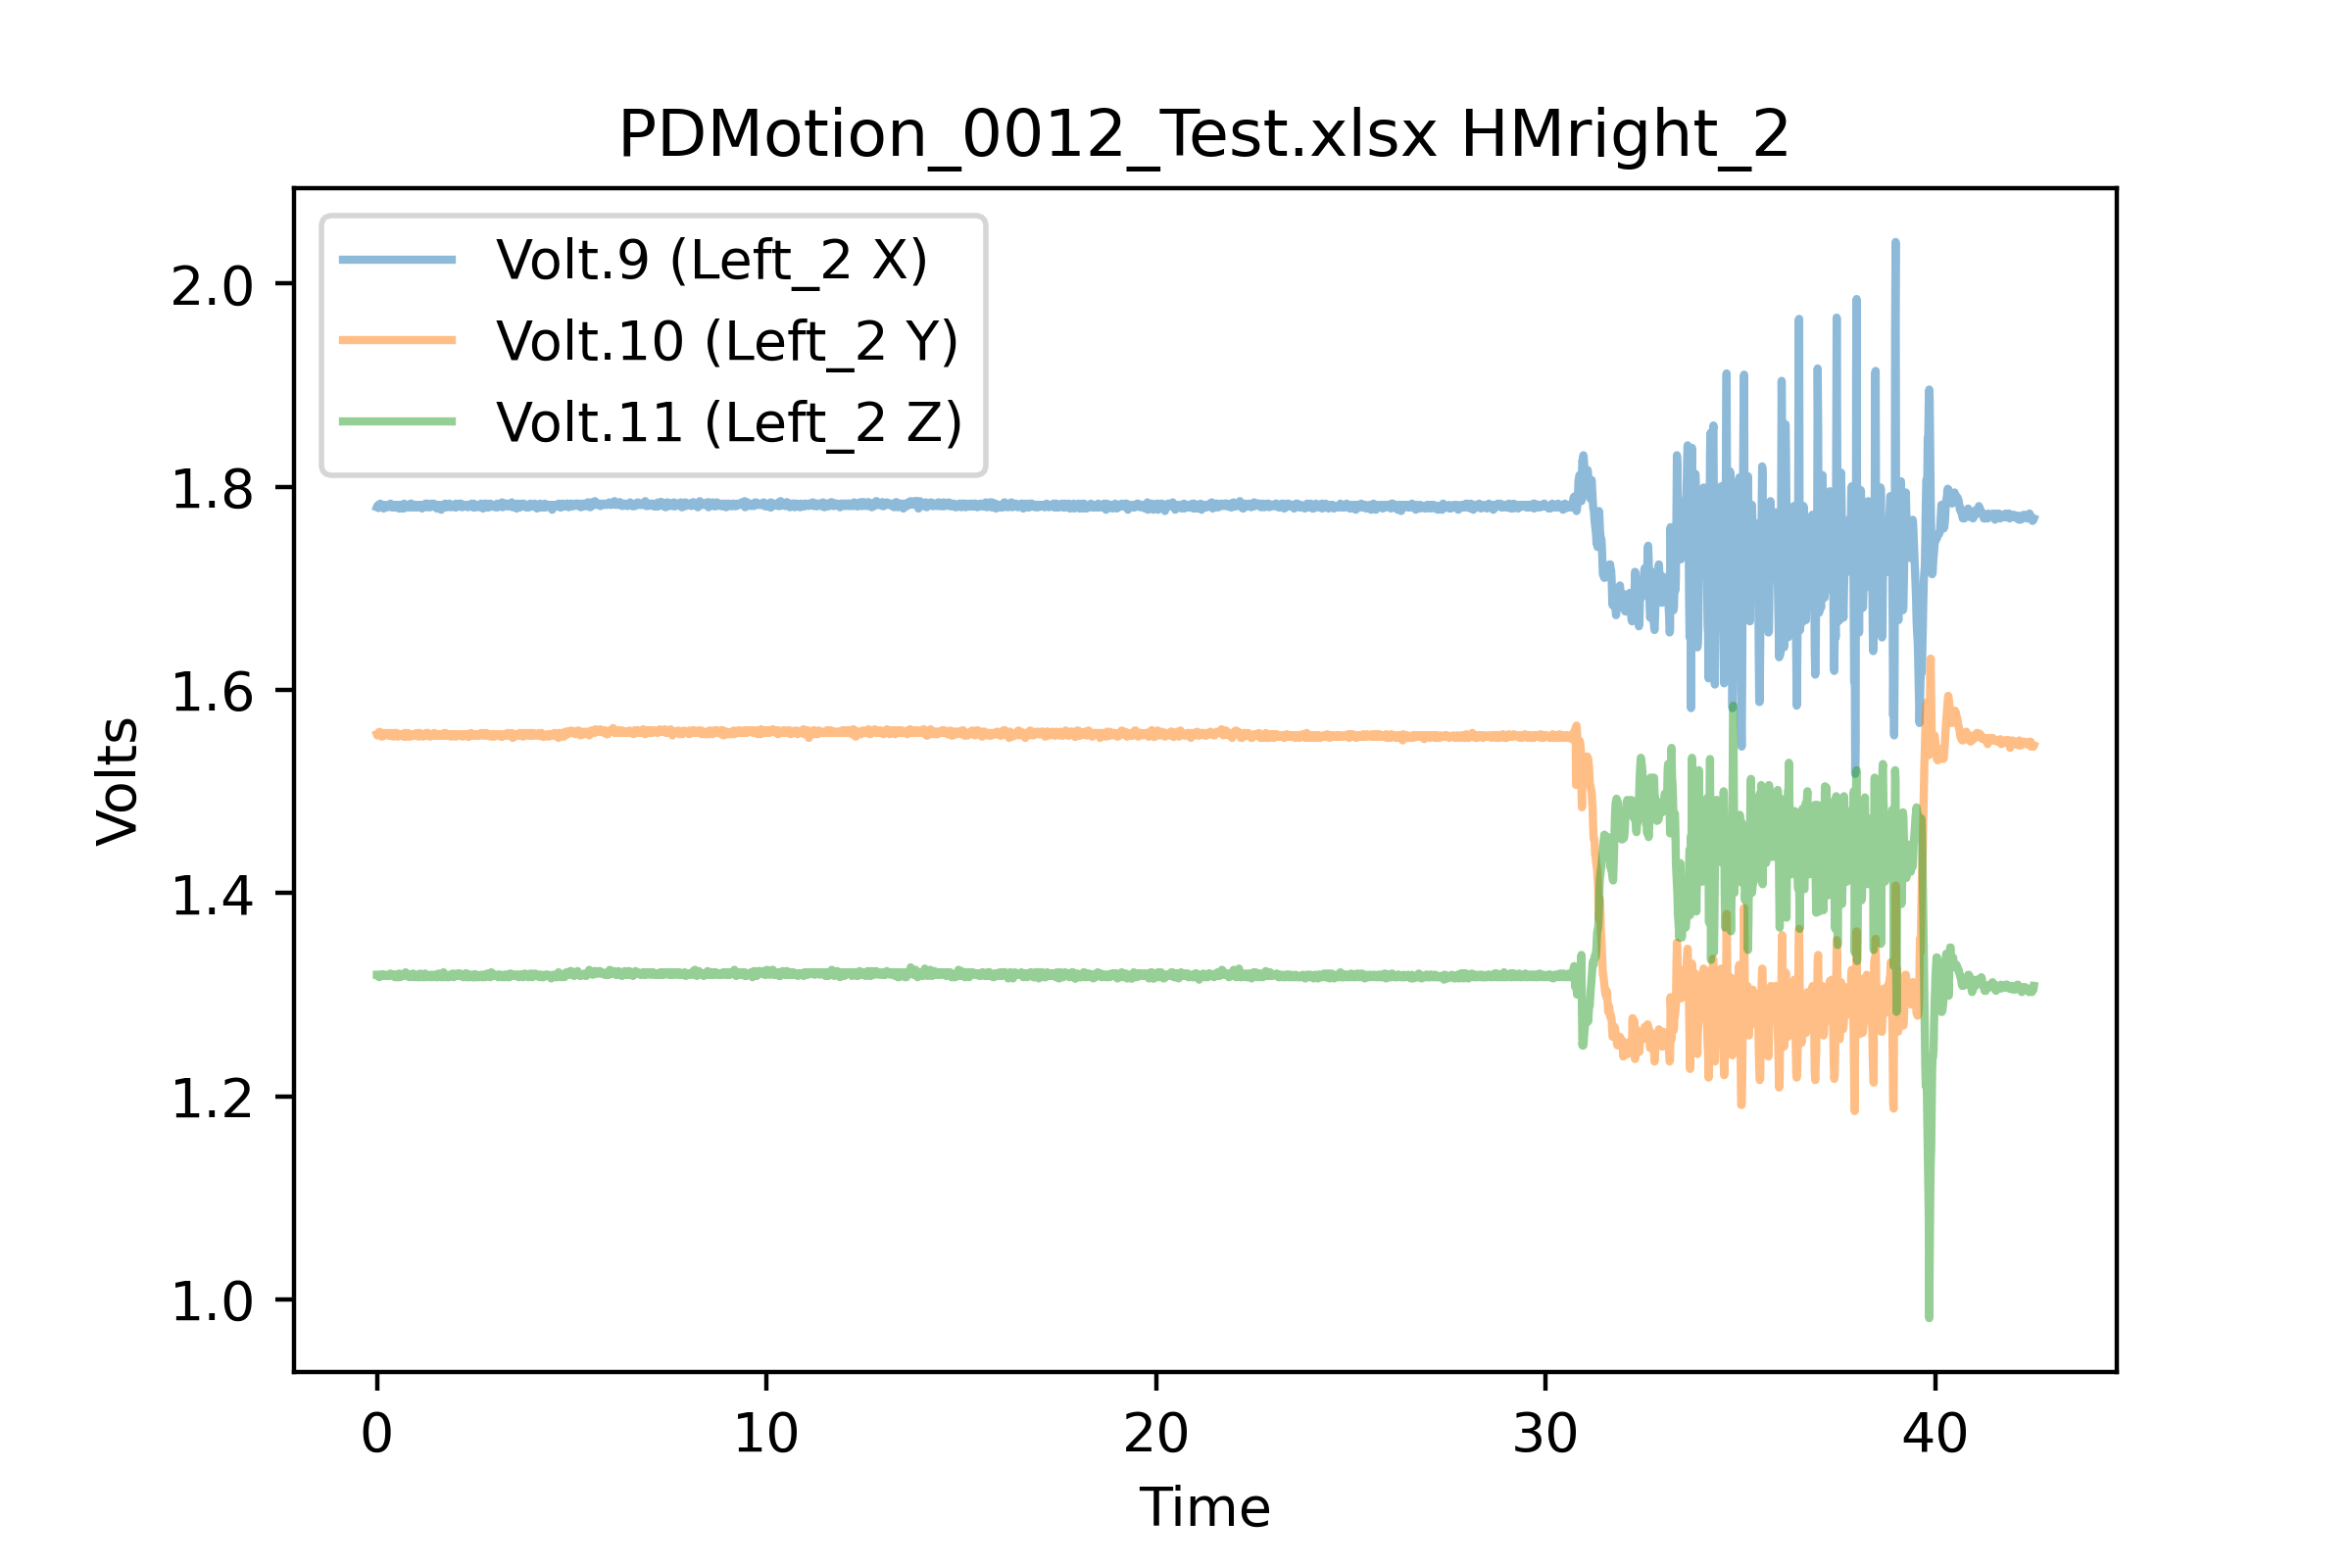 PDMotion_0012_Test.xlsx HMright_2
Volt.9 (Left_2 X)
Volt.10 (Left_2 Y)
Volt.11 (Left_2 Z)
2.0
1.8
1.6
1.4
1.2
1.0
Volts
0 10 20 30 40
Time